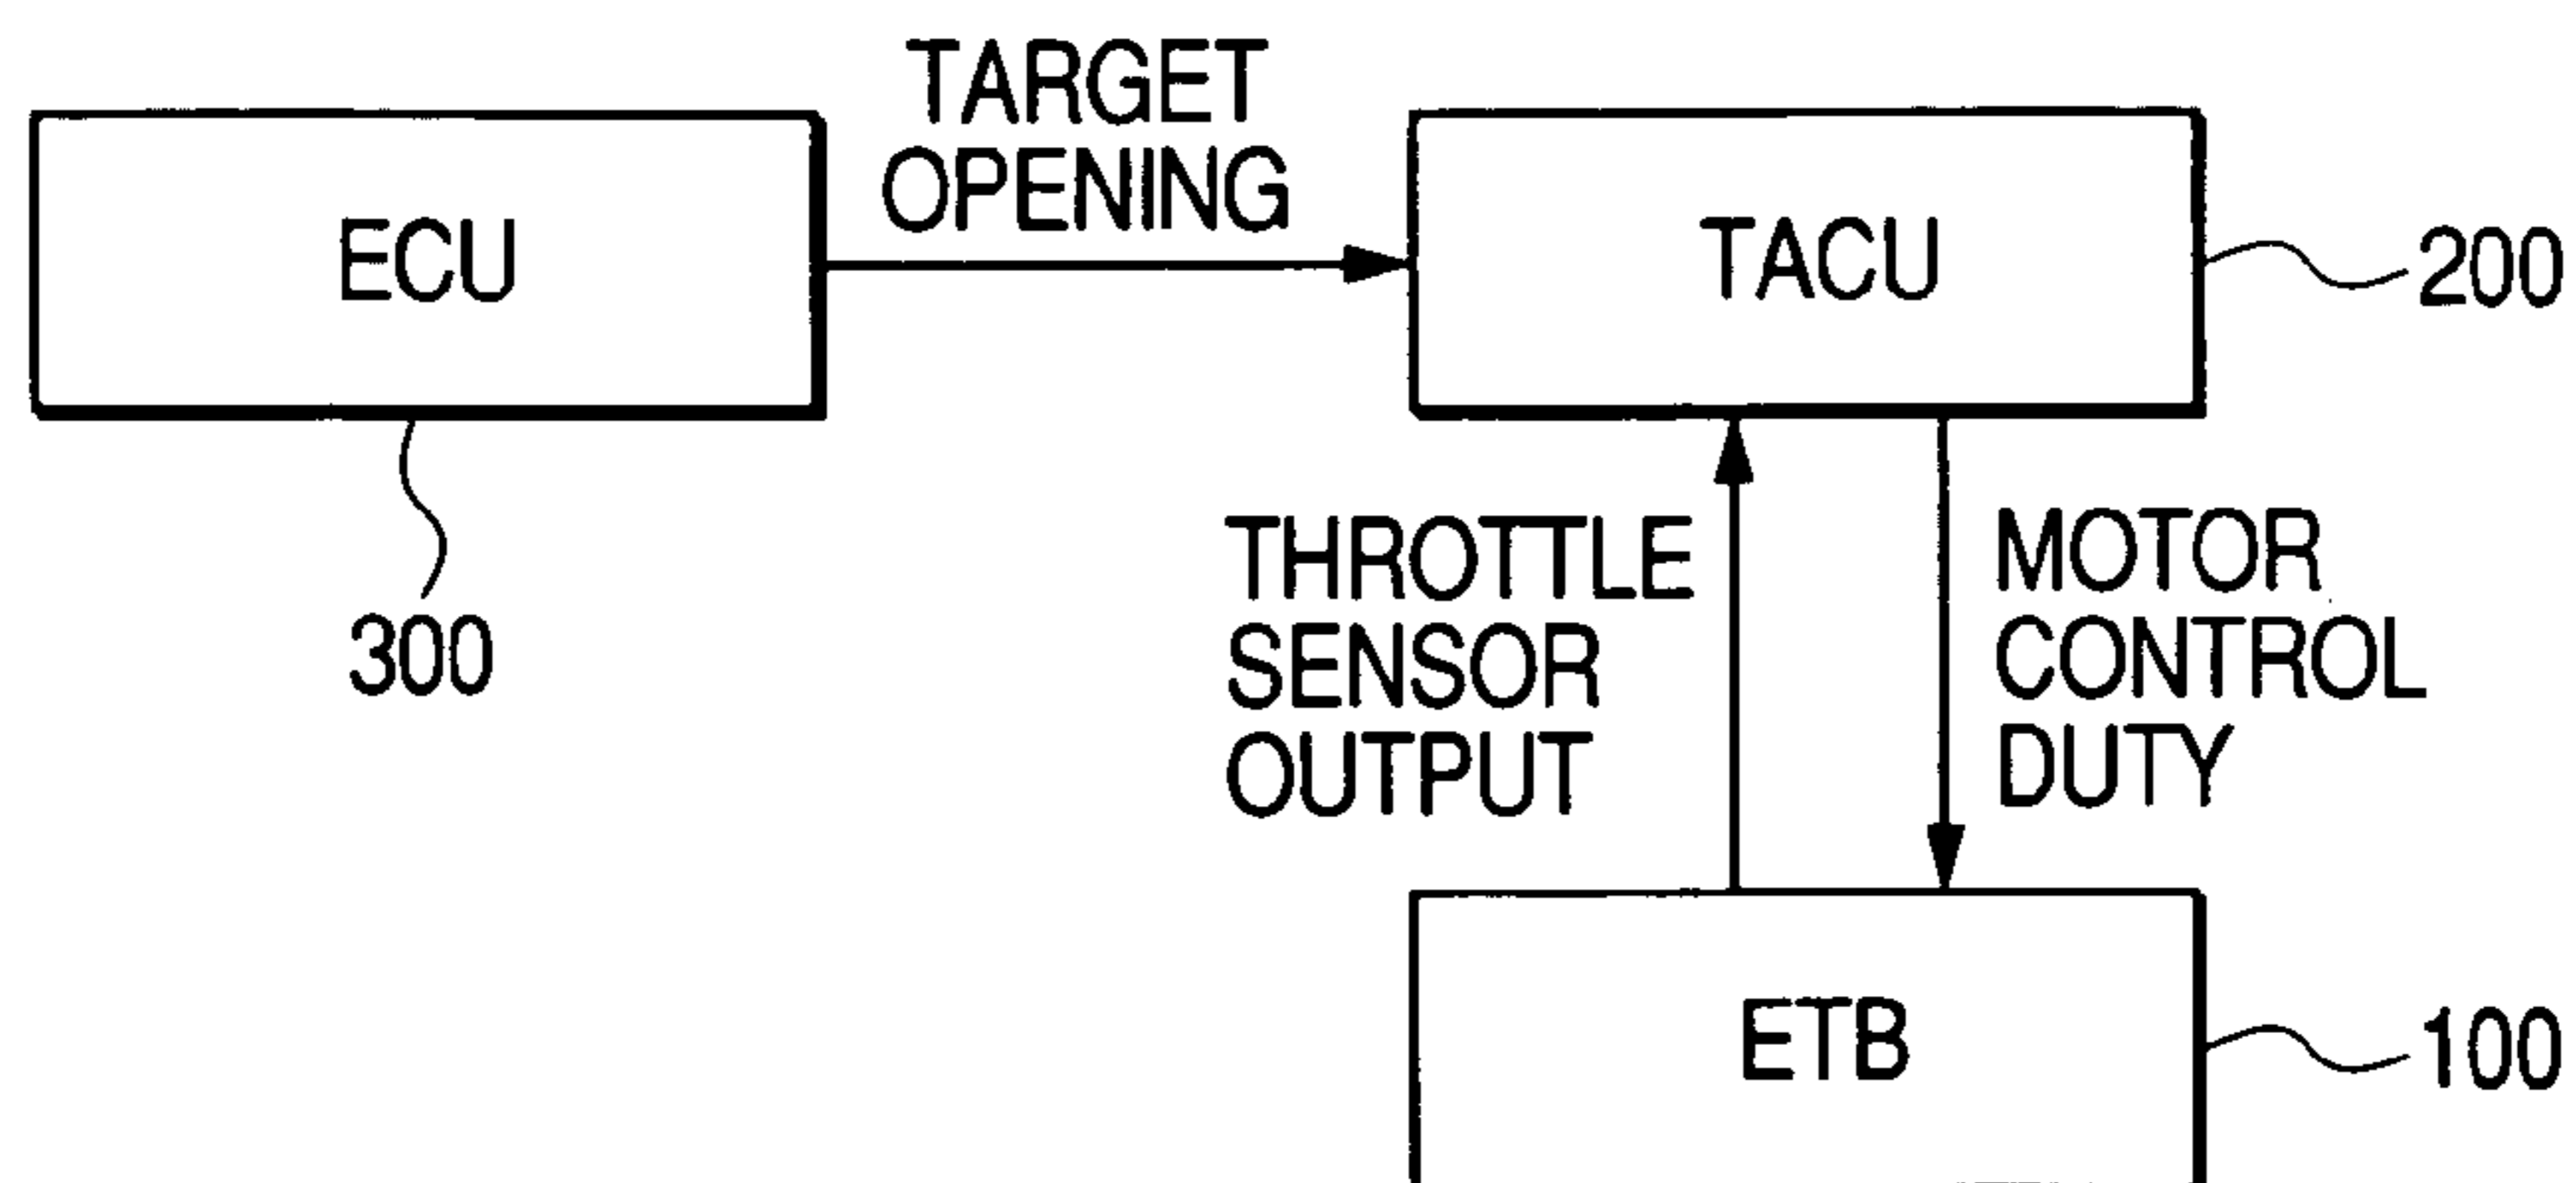 TARGET
OPENING
ECU
TACU
200
300
THROTTLE
SENSOR
OUTPUT
MOTOR
CONTROL
DUTY
ETB
100